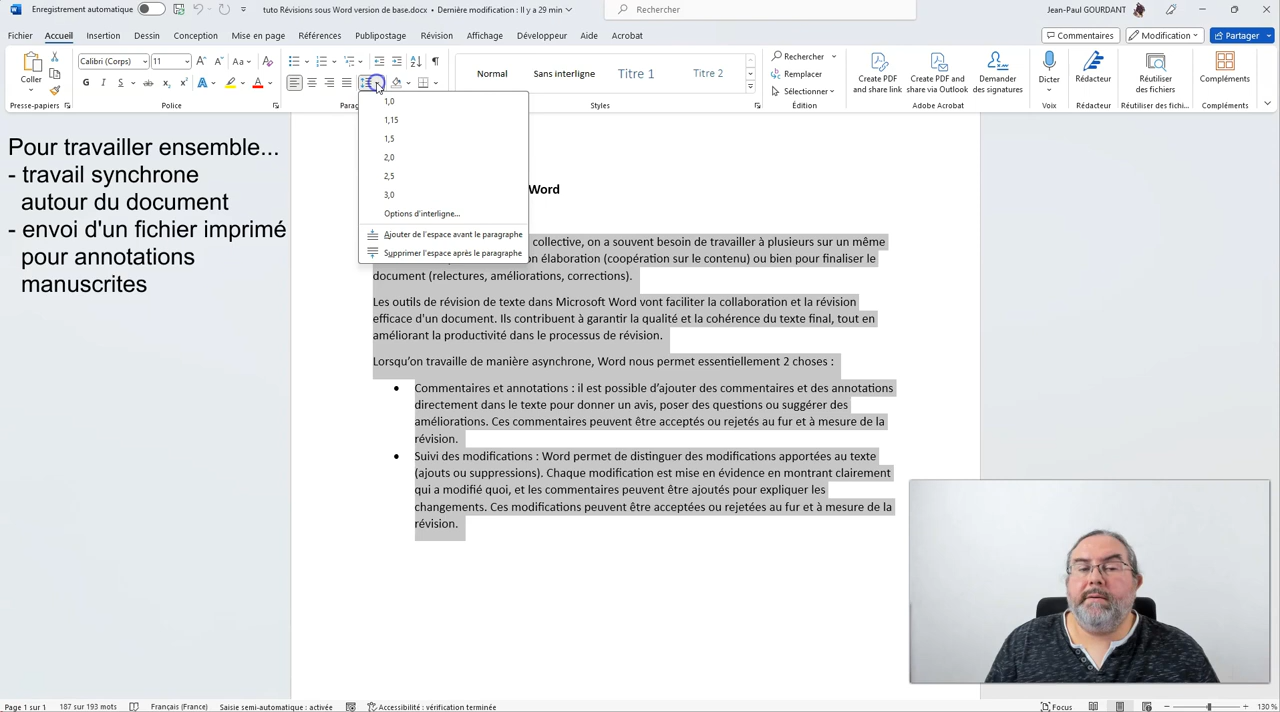 Enregistrement automatique
tuto Révisions sous Word version de base.docx • Dernière modification : Il y a 29 min
Rechercher
Jean-Paul GOURDANT
Fichier Accueil Insertion Dessin Conception Mise en page Références Publipostage Révision Affichage Développeur Aide Acrobat
Commentaires Modification Partager
Coller
Presse-papiers
Calibri (Corps) 11
G I S ab x₂ x²
Police
Parag
Normal Sans interligne Titre 1 Titre 2
Styles
Rechercher
Remplacer
Sélectionner
Édition
Create PDF and share link
Create PDF and share via Outlook
Demander des signatures
Adobe Acrobat
Dicter
Voix
Rédacteur
Rédacteur
Réutiliser des fichiers
Réutiliser des fichi...
Compléments
Compléments
1,0
1,15
1,5
2,0
2,5
3,0
Options d'interligne...
Ajouter de l'espace avant le paragraphe
Supprimer l'espace après le paragraphe
Pour travailler ensemble...
- travail synchrone
autour du document
- envoi d'un fichier imprimé
pour annotations
manuscrites
Word
collective, on a souvent besoin de travailler à plusieurs sur un même
on élaboration (coopération sur le contenu) ou bien pour finaliser le
document (relectures, améliorations, corrections).
Les outils de révision de texte dans Microsoft Word vont faciliter la collaboration et la révision
efficace d'un document. Ils contribuent à garantir la qualité et la cohérence du texte final, tout en
améliorant la productivité dans le processus de révision.
Lorsqu'on travaille de manière asynchrone, Word nous permet essentiellement 2 choses :
• Commentaires et annotations : il est possible d'ajouter des commentaires et des annotations
directement dans le texte pour donner un avis, poser des questions ou suggérer des
améliorations. Ces commentaires peuvent être acceptés ou rejetés au fur et à mesure de la
révision.
• Suivi des modifications : Word permet de distinguer des modifications apportées au texte
(ajouts ou suppressions). Chaque modification est mise en évidence en montrant clairement
qui a modifié quoi, et les commentaires peuvent être ajoutés pour expliquer les
changements. Ces modifications peuvent être acceptées ou rejetées au fur et à mesure de la
révision.
Page 1 sur 1 187 sur 193 mots Français (France) Saisie semi-automatique : activée Accessibilité : vérification terminée Focus 130 %